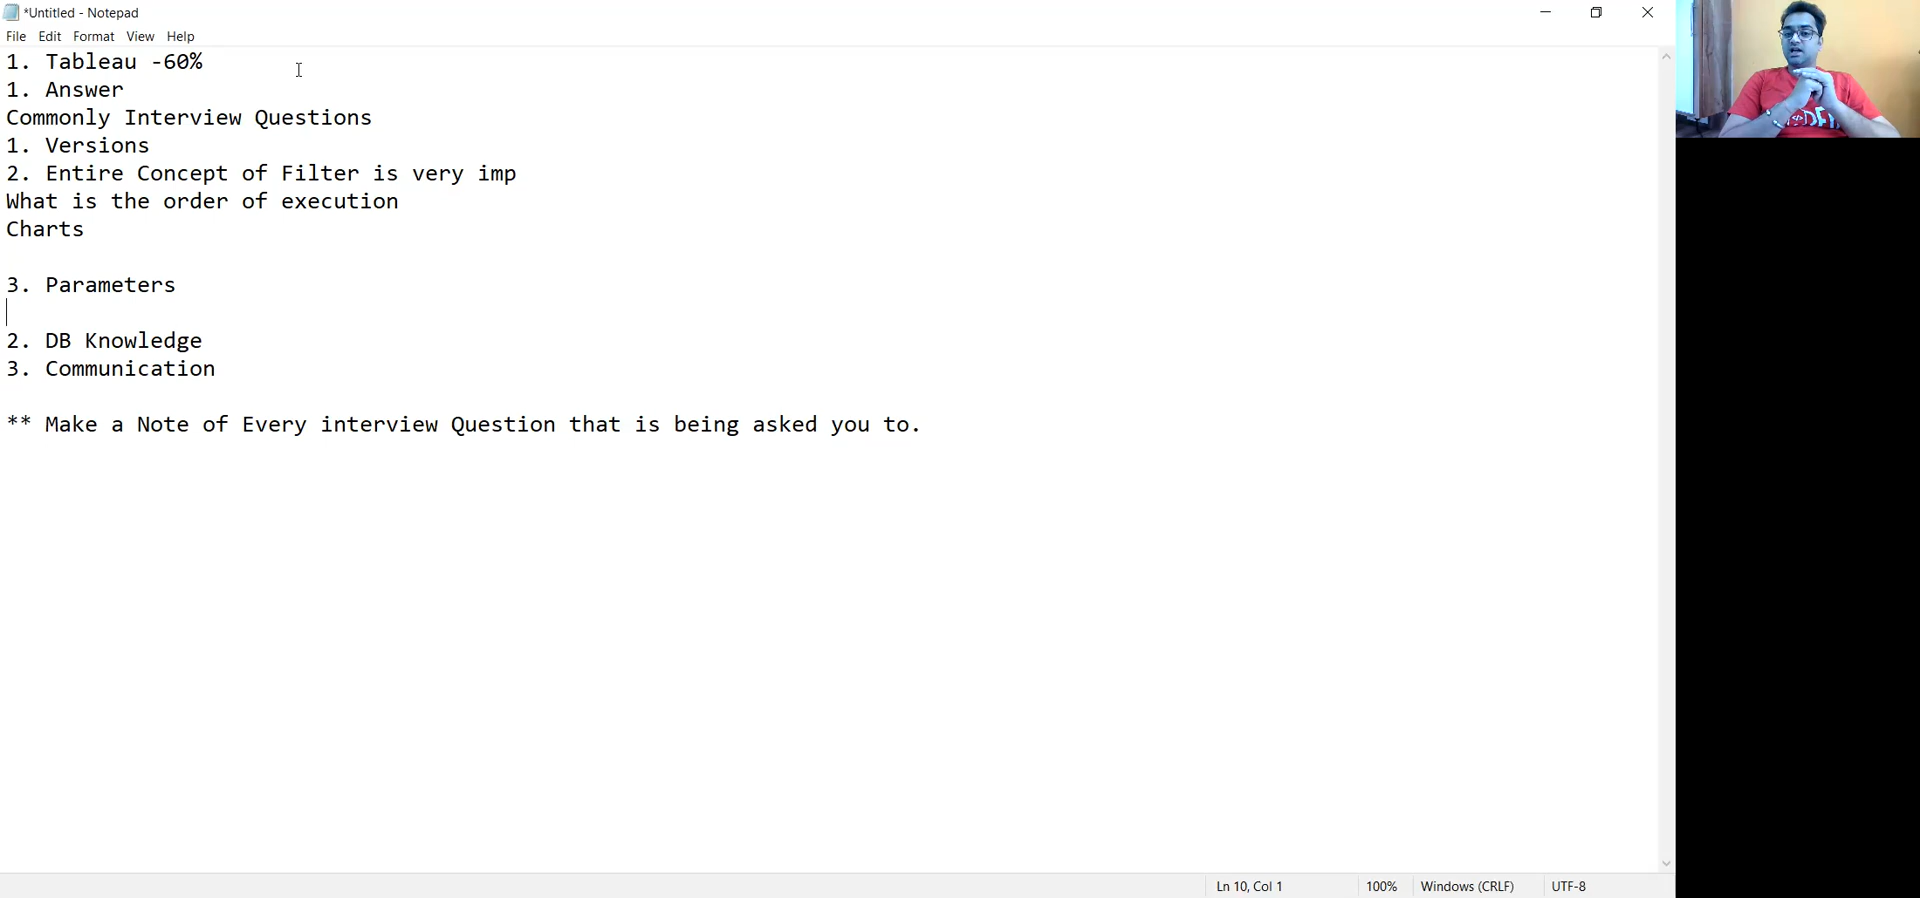 *Untitled - Notepad
File Edit Format View Help
1. Tableau -60%
1. Answer
Commonly Interview Questions
1. Versions
2. Entire Concept of Filter is very imp
What is the order of execution
Charts
3. Parameters
2. DB Knowledge
3. Communication
** Make a Note of Every interview Question that is being asked you to.
Ln 10, Col 1 100% Windows (CRLF) UTF-8